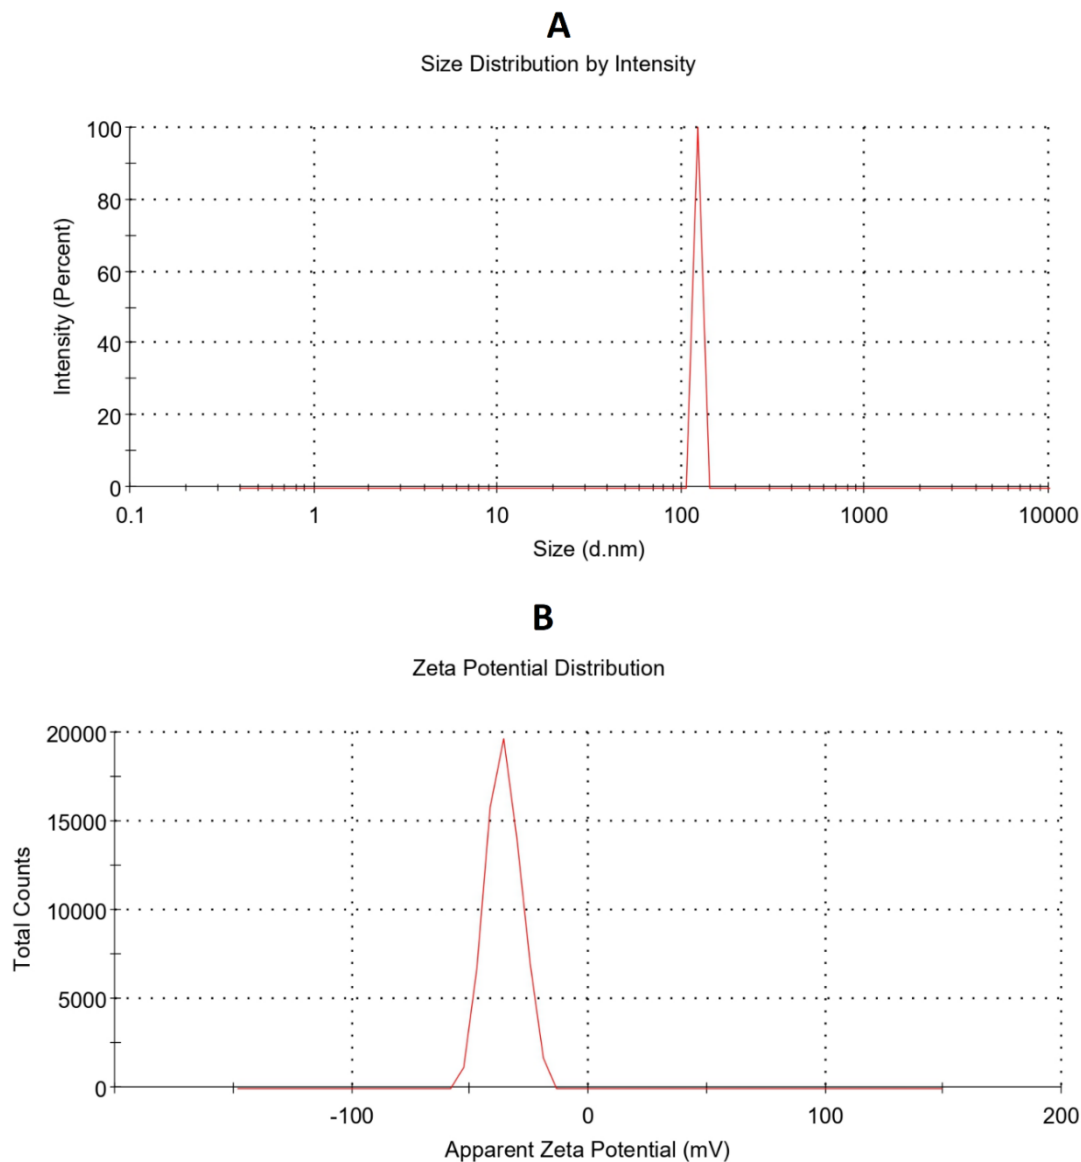 A
Size Distribution by Intensity
100
80
60
40
20
0
Intensity (Percent)
0.1 1 10 100 1000 10000
Size (d.nm)
B
Zeta Potential Distribution
20000
15000
10000
5000
0
Total Counts
-100 0 100 200
Apparent Zeta Potential (mV)